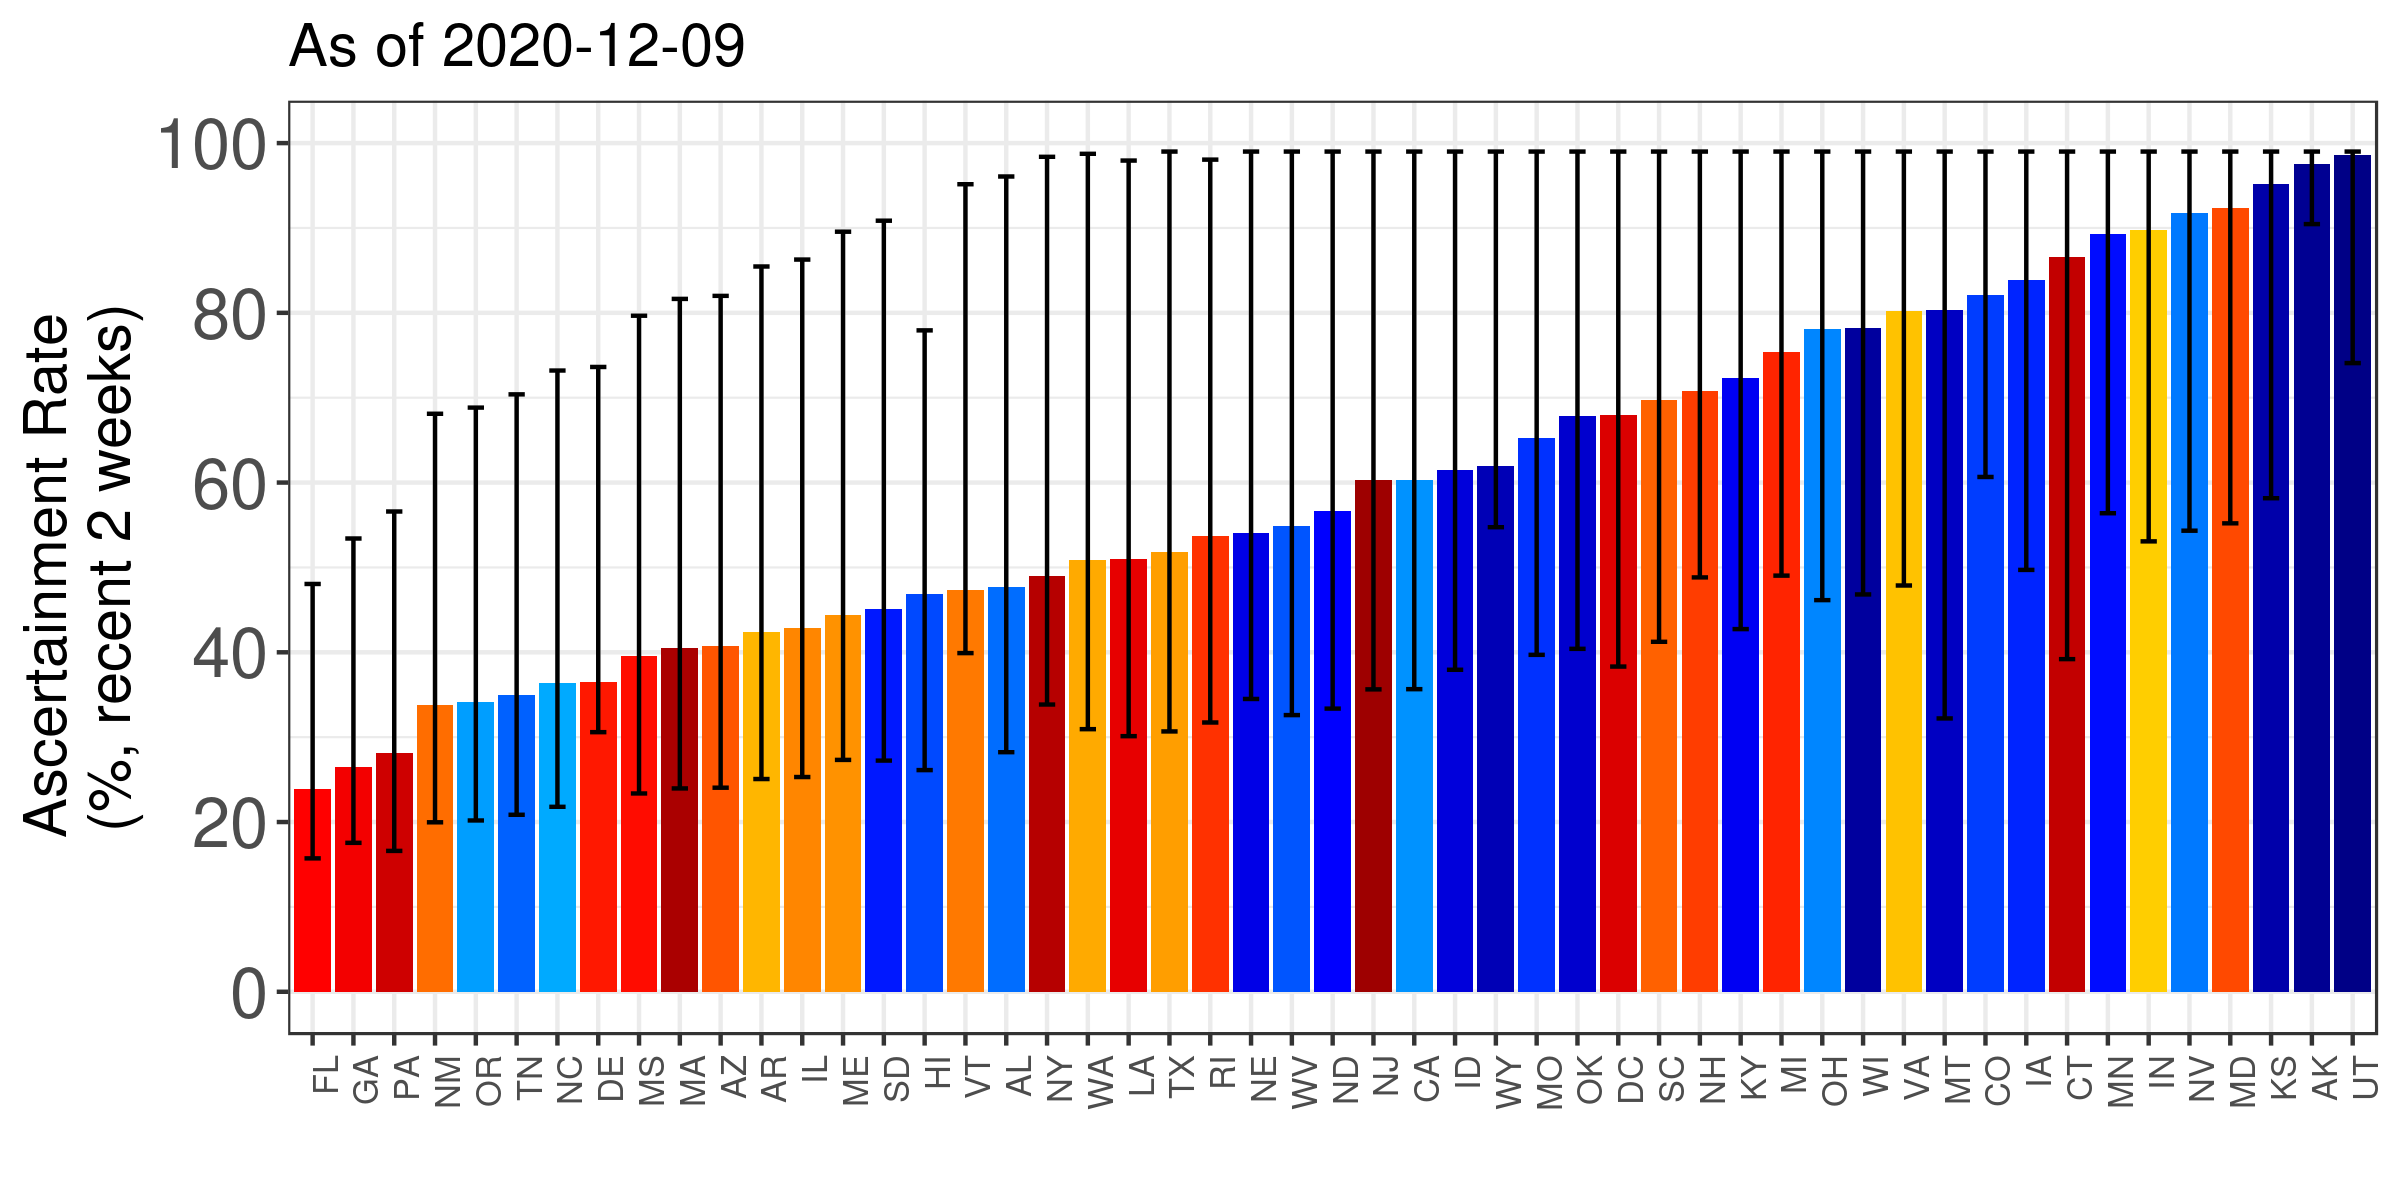 As of 2020-12-09
Ascertainment Rate
(%, recent 2 weeks)
100
80
60
40
20
0
FL GA PA NM OR TN NC DE MS MA AZ AR IL ME SD HI VT AL NY WA LA TX RI NE WV ND NJ CA ID WY MO OK DC SC NH KY MI OH WI VA MT CO IA CT MN IN NV MD KS AK UT